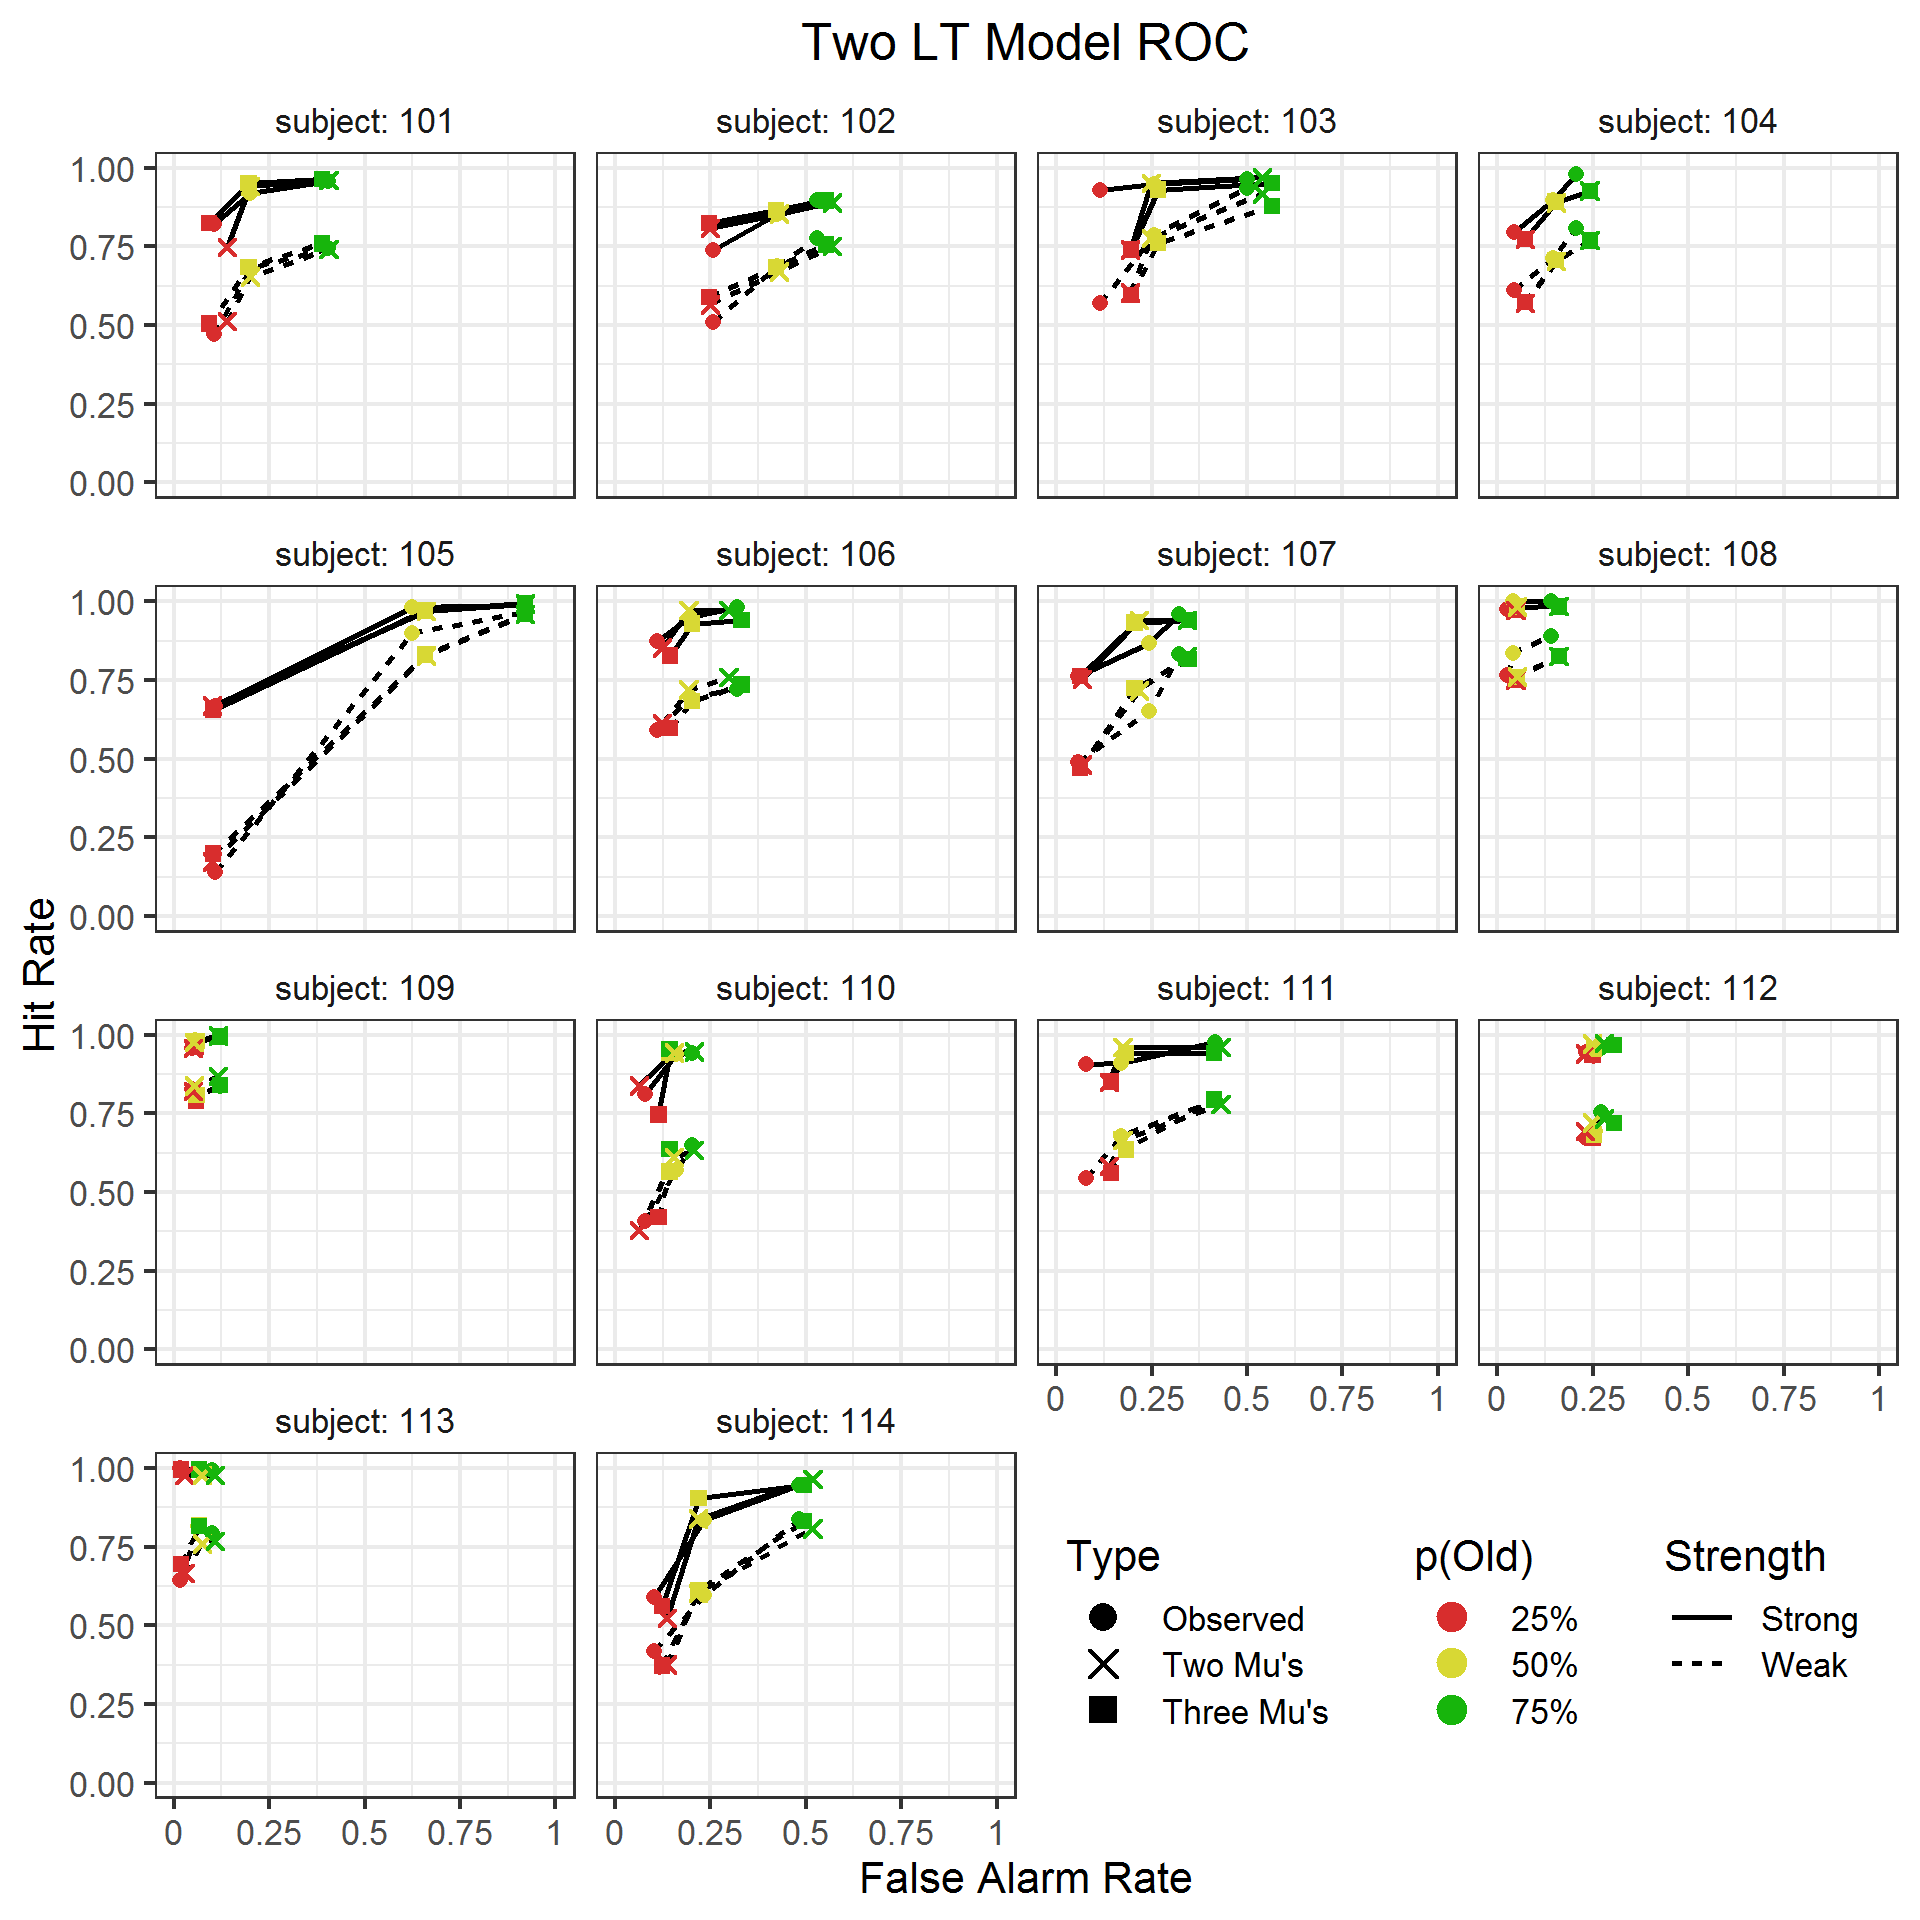 Two LT Model ROC
subject: 101
subject: 102
subject: 103
subject: 104
1.00
0.75
0.50
0.25
0.00
subject: 105
subject: 106
subject: 107
subject: 108
1.00
0.75
0.50
0.25
0.00
Hit Rate
subject: 109
subject: 110
subject: 111
subject: 112
1.00
0.75
0.50
0.25
0.00
0 0.25 0.5 0.75 1
0 0.25 0.5 0.75 1
subject: 113
subject: 114
1.00
0.75
0.50
0.25
0.00
0 0.25 0.5 0.75 1
0 0.25 0.5 0.75 1
False Alarm Rate
Type
Observed
Two Mu's
Three Mu's
p(Old)
25%
50%
75%
Strength
Strong
Weak